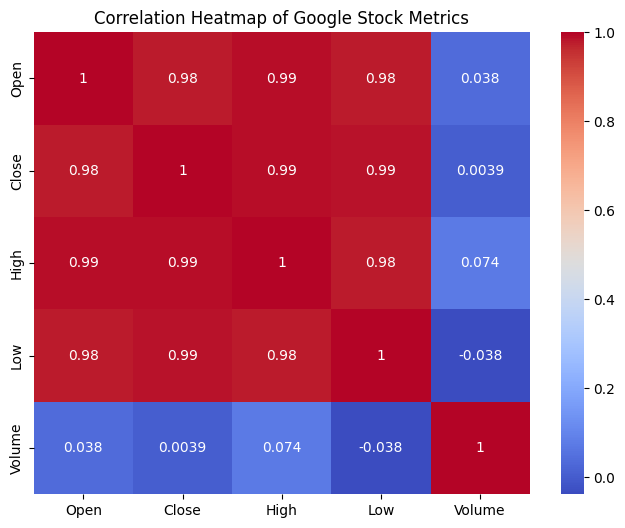 Correlation Heatmap of Google Stock Metrics
Open 1 0.98 0.99 0.98 0.038
Close 0.98 1 0.99 0.99 0.0039
High 0.99 0.99 1 0.98 0.074
Low 0.98 0.99 0.98 1 -0.038
Volume 0.038 0.0039 0.074 -0.038 1
Open Close High Low Volume
1.0
0.8
0.6
0.4
0.2
0.0